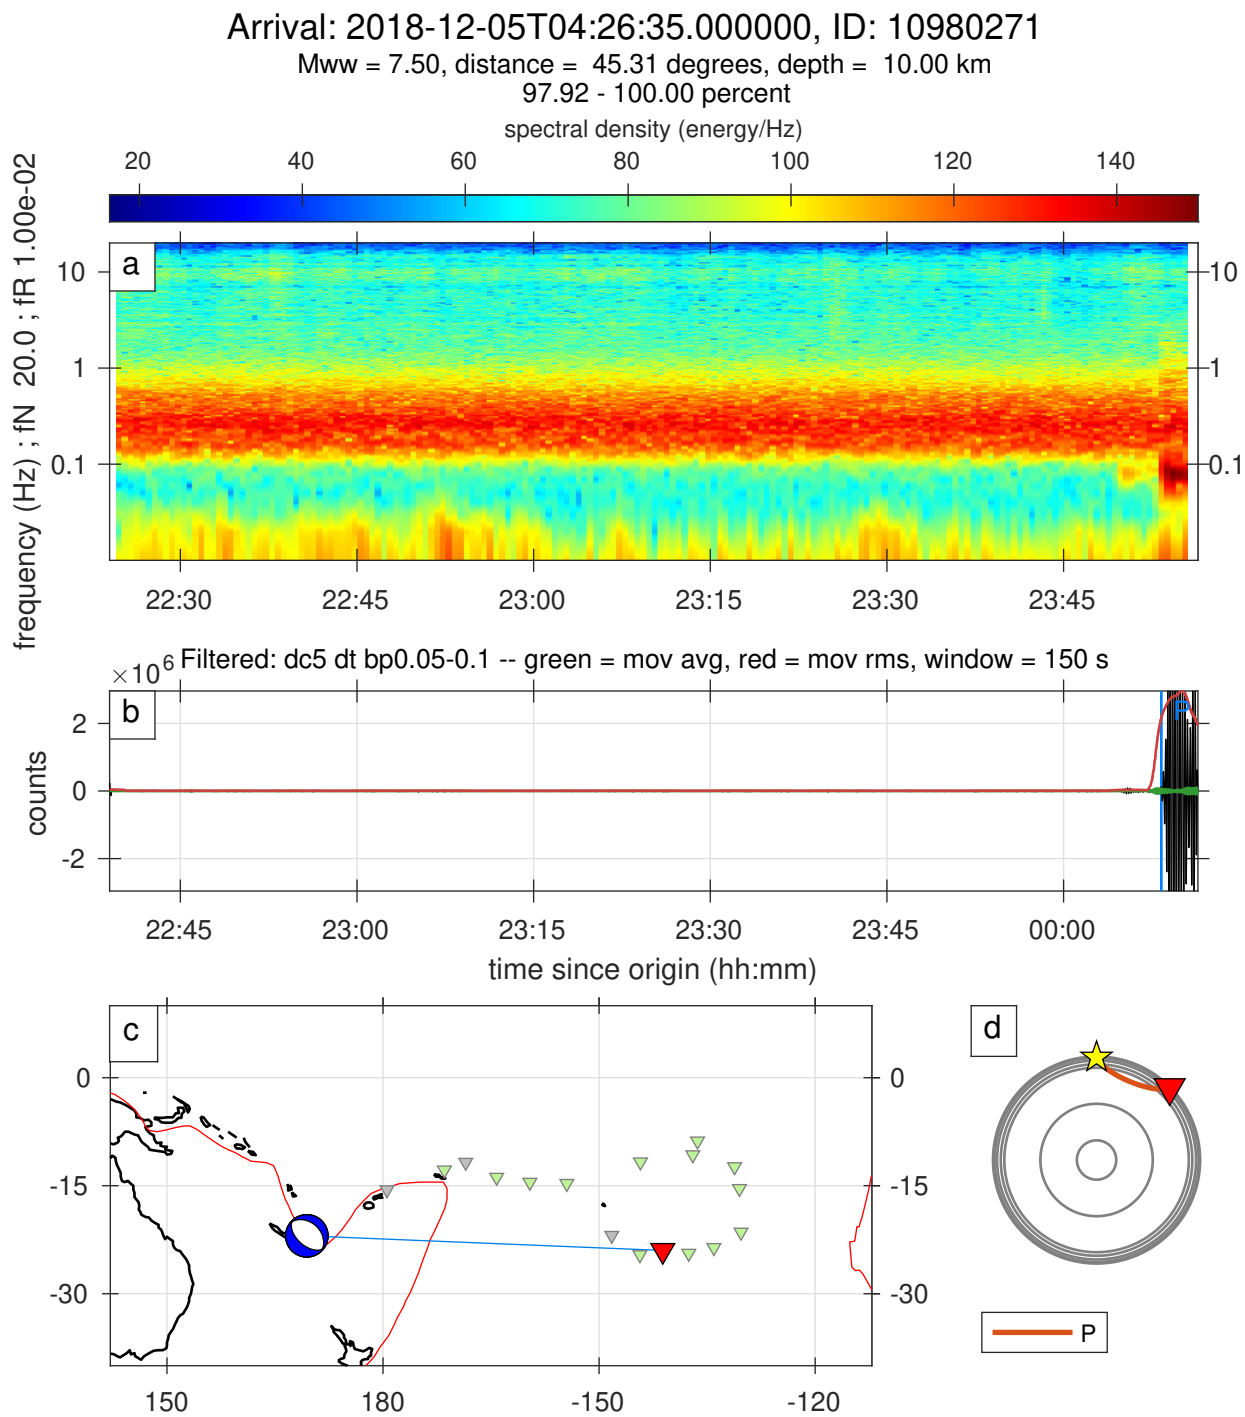 Arrival: 2018-12-05T04:26:35.000000, ID: 10980271
Mww = 7.50, distance = 45.31 degrees, depth = 10.00 km
97.92 - 100.00 percent
spectral density (energy/Hz)
20 40 60 80 100 120 140
frequency (Hz) ; fN 20.0 ; fR 1.00e-02
a
10 10
1 1
0.1 0.1
22:30 22:45 23:00 23:15 23:30 23:45
×10^6 Filtered: dc5 dt bp0.05-0.1 -- green = mov avg, red = mov rms, window = 150 s
b
P
counts
2
0
-2
22:45 23:00 23:15 23:30 23:45 00:00
time since origin (hh:mm)
c
0 0
-15 -15
-30 -30
150 180 -150 -120
d
P